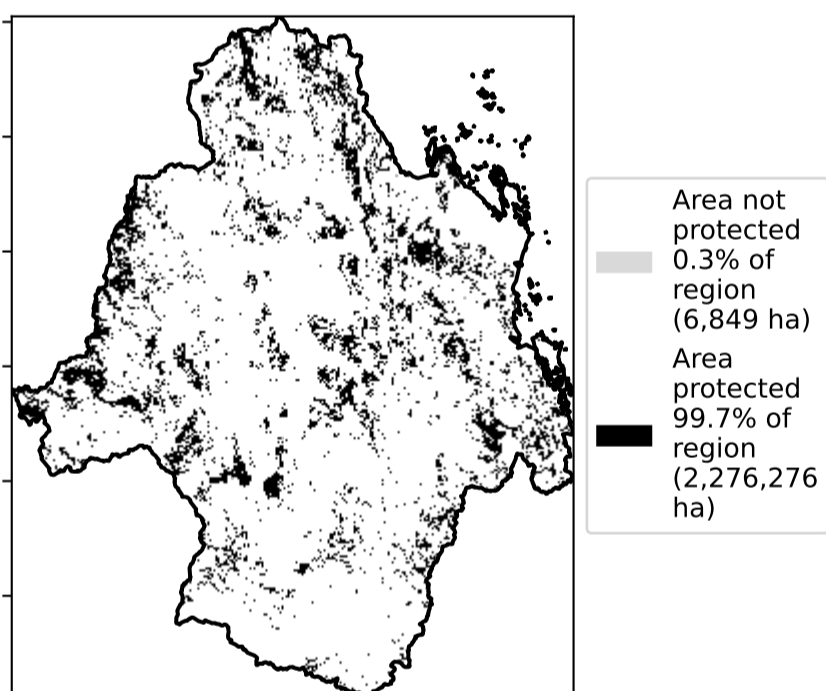 Area not
protected
0.3% of
region
(6,849 ha)
Area
protected
99.7% of
region
(2,276,276
ha)